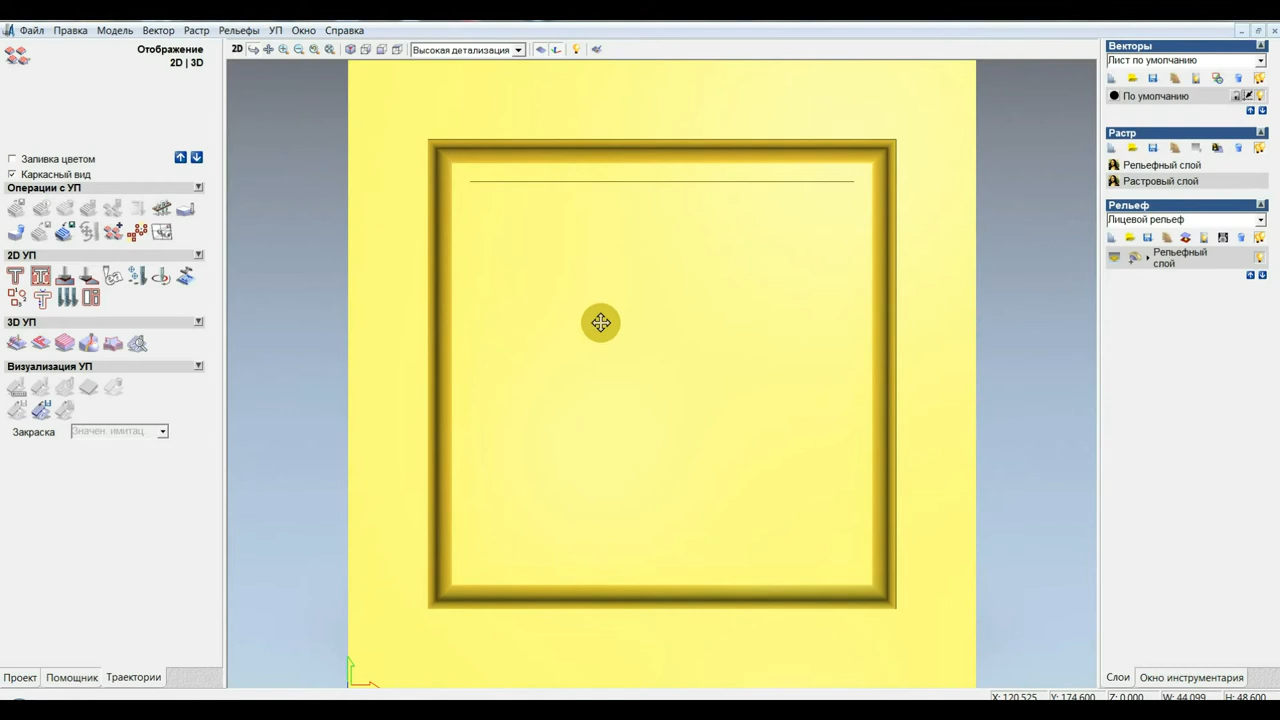 Файл Правка Модель Вектор Растр Рельефы УП Окно Справка
Отображение
2D | 3D
2D
Высокая детализация
Запивка цветом
Каркасный вид
Операции с УП
2D УП
3D УП
Визуализация УП
Закраска
Значен. имитац.
Проект
Помощник
Траектории
Векторы
Лист по умолчанию
По умолчанию
Растр
Рельефный слой
Растровый слой
Рельеф
Лицевой рельеф
Рельефный
слой
Слои
Окно инструментария
X: 120.525 Y: 174.600 Z: 0.000 W: 44.099 H: 48.600